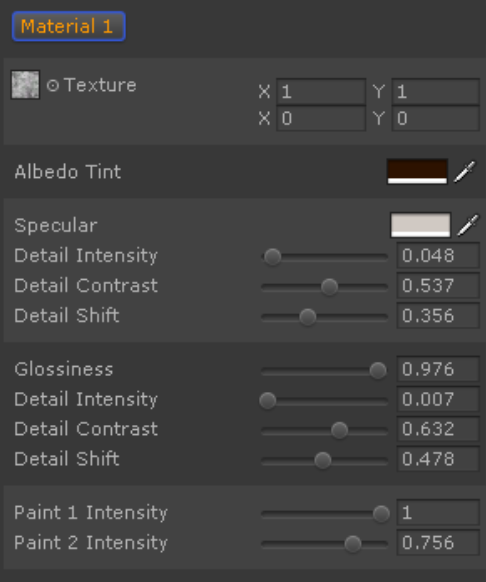 Material 1
Texture X 1 Y 1
X 0 Y 0
Albedo Tint
Specular
Detail Intensity 0.048
Detail Contrast 0.537
Detail Shift 0.356
Glossiness 0.976
Detail Intensity 0.007
Detail Contrast 0.632
Detail Shift 0.478
Paint 1 Intensity 1
Paint 2 Intensity 0.756